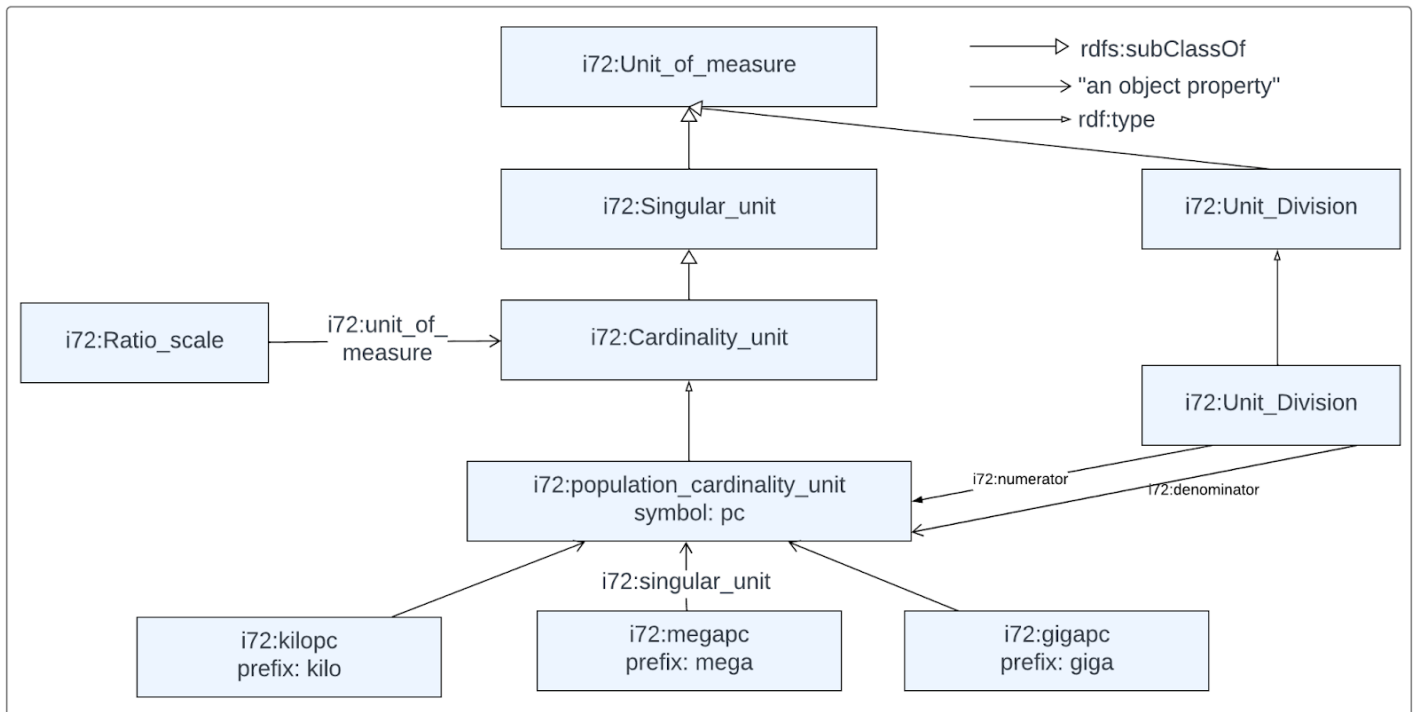 i72:Unit_of_measure
rdfs:subClassOf
"an object property"
rdf:type
i72:Singular_unit
i72:Unit_Division
i72:Ratio_scale
i72:unit_of_
measure
i72:Cardinality_unit
i72:Unit_Division
i72:population_cardinality_unit
symbol: pc
i72:numerator
i72:denominator
i72:singular_unit
i72:kilopc
prefix: kilo
i72:megapc
prefix: mega
i72:gigapc
prefix: giga